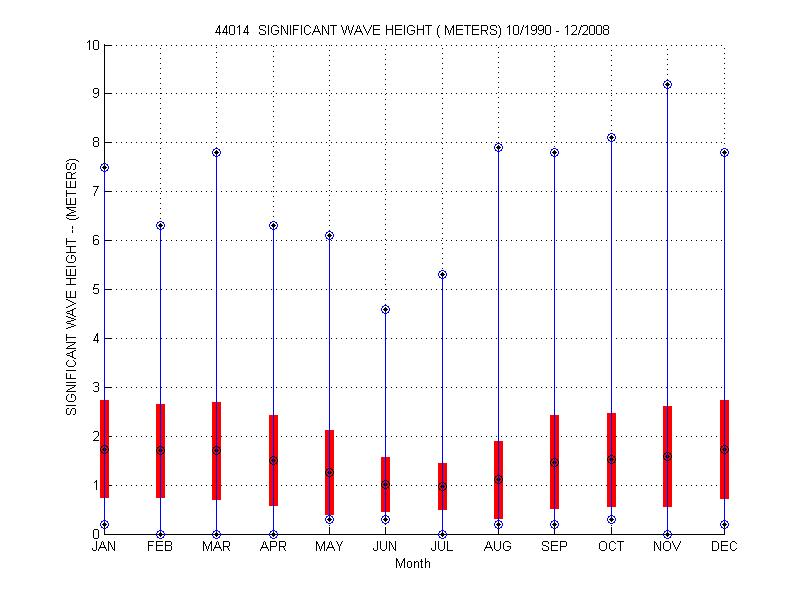 44014 SIGNIFICANT WAVE HEIGHT ( METERS) 10/1990 - 12/2008
10
9
8
7
6
5
4
3
2
1
0
SIGNIFICANT WAVE HEIGHT -- (METERS)
JAN FEB MAR APR MAY JUN JUL AUG SEP OCT NOV DEC
Month